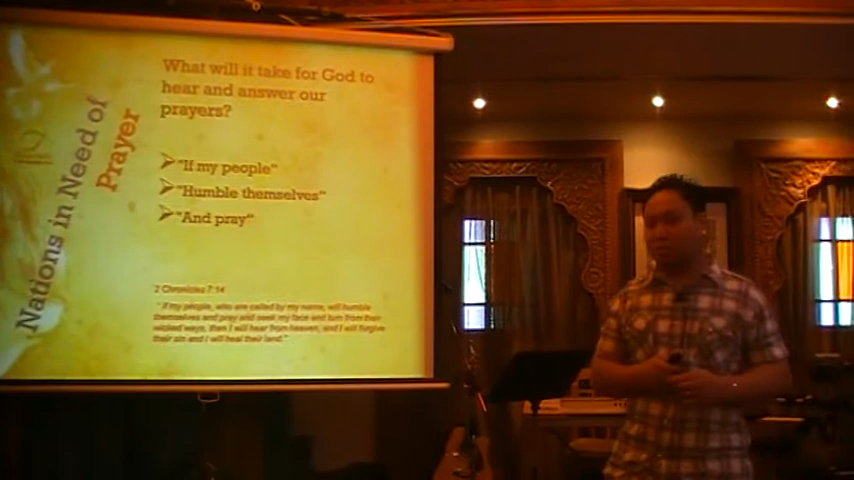 Nations in Need of
Prayer
What will it take for God to
hear and answer our
prayers?
"If my people"
"Humble themselves"
"And pray"
2 Chronicles 7:14
"if my people, who are called by my name, will humble
themselves and pray and seek my face and turn from their
wicked ways, then I will hear from heaven, and I will forgive
their sin and I will heal their land."